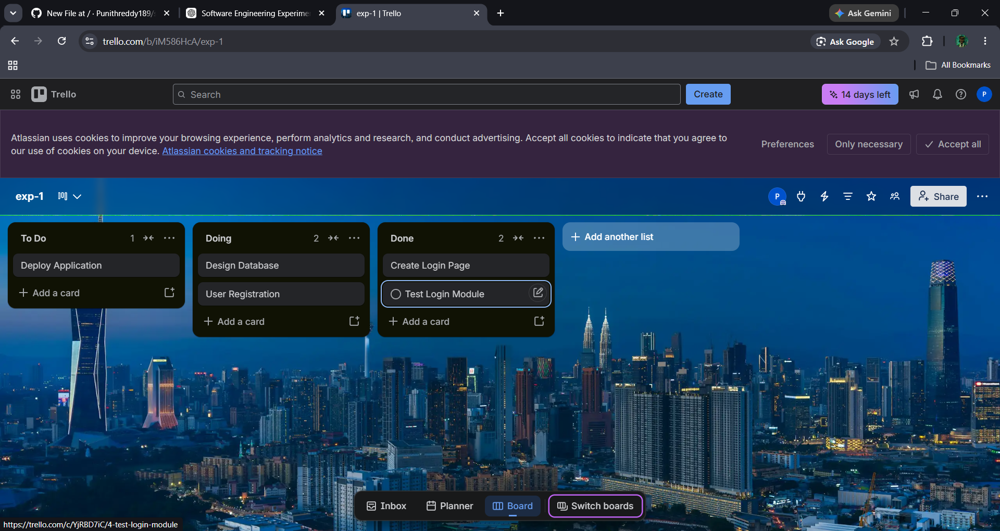 New File at / · Punithreddy189/
Software Engineering Experime
exp-1 | Trello
Ask Gemini
trello.com/b/iM586HcA/exp-1
Ask Google
All Bookmarks
Trello
Search
Create
14 days left
P
Atlassian uses cookies to improve your browsing experience, perform analytics and research, and conduct advertising. Accept all cookies to indicate that you agree to
our use of cookies on your device. Atlassian cookies and tracking notice
Preferences
Only necessary
Accept all
exp-1
P
Share
To Do
1
Deploy Application
Add a card
Doing
2
Design Database
User Registration
Add a card
Done
2
Create Login Page
Test Login Module
Add a card
Add another list
Inbox
Planner
Board
Switch boards
https://trello.com/c/YjRBD7iC/4-test-login-module